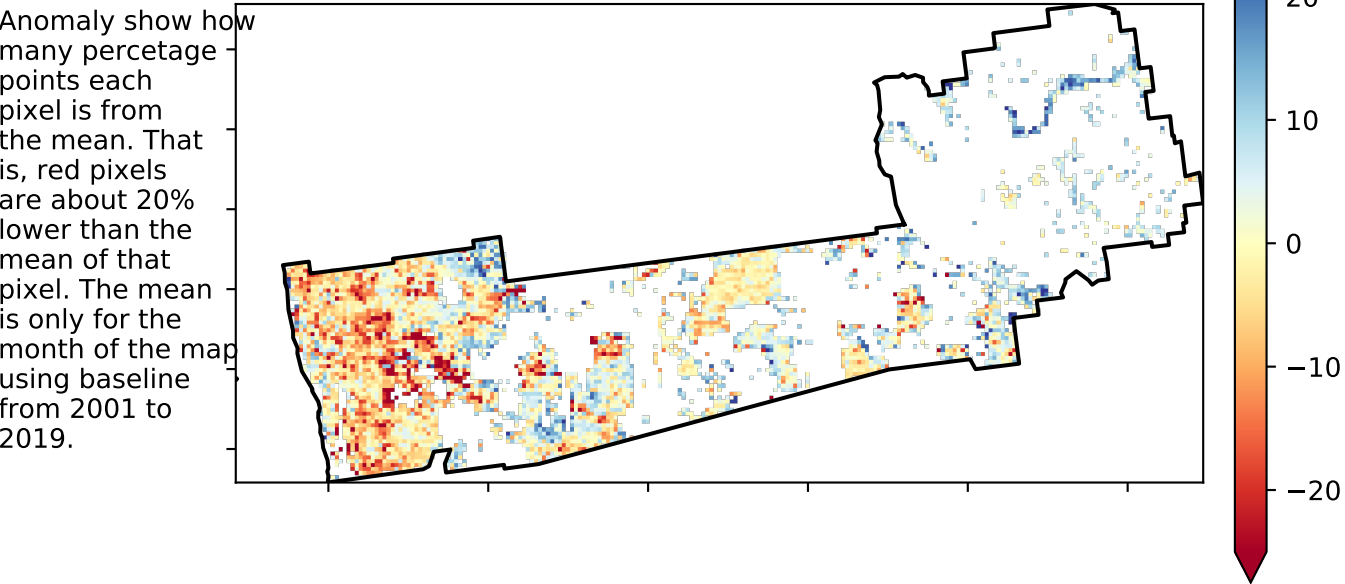 Anomaly show how
many percetage
points each
pixel is from
the mean. That
is, red pixels
are about 20%
lower than the
mean of that
pixel. The mean
is only for the
month of the map
using baseline
from 2001 to
2019.
20
10
0
−10
−20